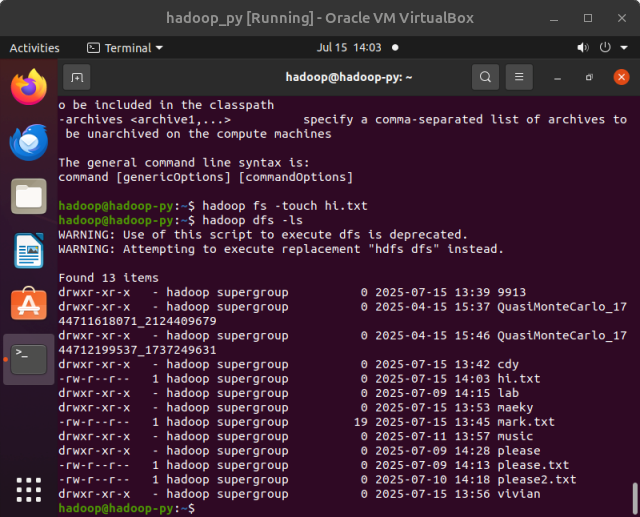 hadoop_py [Running] - Oracle VM VirtualBox
Activities Terminal Jul 15 14:03
hadoop@hadoop-py: ~
o be included in the classpath
-archives <archive1,...> specify a comma-separated list of archives to
 be unarchived on the compute machines
The general command line syntax is:
command [genericOptions] [commandOptions]
hadoop@hadoop-py:~$ hadoop fs -touch hi.txt
hadoop@hadoop-py:~$ hadoop dfs -ls
WARNING: Use of this script to execute dfs is deprecated.
WARNING: Attempting to execute replacement "hdfs dfs" instead.
Found 13 items
drwxr-xr-x - hadoop supergroup 0 2025-07-15 13:39 9913
drwxr-xr-x - hadoop supergroup 0 2025-04-15 15:37 QuasiMonteCarlo_17
44711618071_2124409679
drwxr-xr-x - hadoop supergroup 0 2025-04-15 15:46 QuasiMonteCarlo_17
44712199537_1737249631
drwxr-xr-x - hadoop supergroup 0 2025-07-15 13:42 cdy
-rw-r--r-- 1 hadoop supergroup 0 2025-07-15 14:03 hi.txt
drwxr-xr-x - hadoop supergroup 0 2025-07-09 14:15 lab
drwxr-xr-x - hadoop supergroup 0 2025-07-15 13:53 maeky
-rw-r--r-- 1 hadoop supergroup 19 2025-07-15 13:45 mark.txt
drwxr-xr-x - hadoop supergroup 0 2025-07-11 13:57 music
drwxr-xr-x - hadoop supergroup 0 2025-07-09 14:28 please
-rw-r--r-- 1 hadoop supergroup 0 2025-07-09 14:13 please.txt
-rw-r--r-- 1 hadoop supergroup 0 2025-07-10 14:18 please2.txt
drwxr-xr-x - hadoop supergroup 0 2025-07-15 13:56 vivian
hadoop@hadoop-py:~$